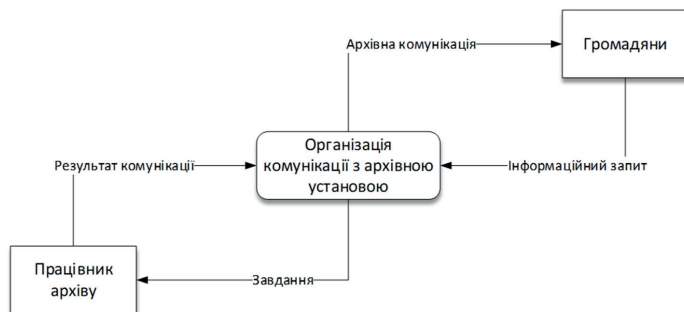 Архівна комунікація
Громадяни
Організація
комунікації з архівною
установою
Результат комунікації
Інформаційний запит
Працівник
архіву
Завдання